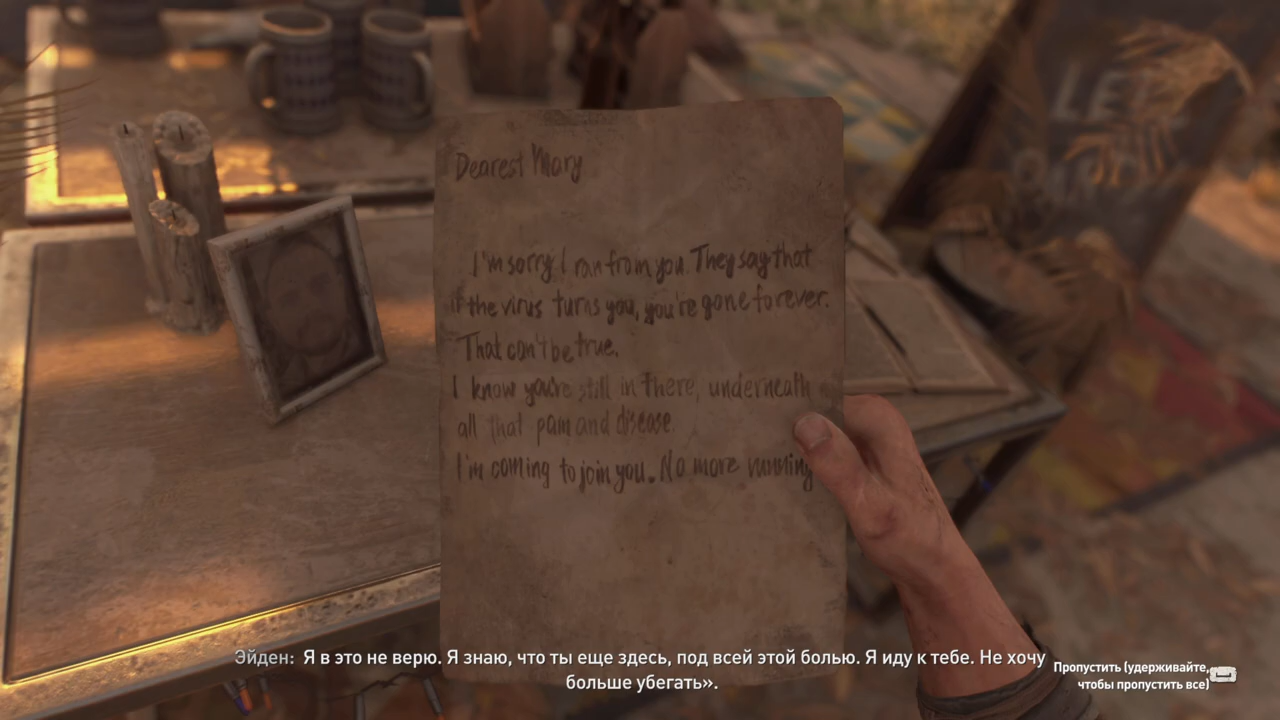 Dearest Mary
I'm sorry I ran from you. They say that
if the virus turns you, you're gone forever.
That can't be true.
I know you're still in there, underneath
all that pain and disease.
I'm coming to join you. No more running
Эйден: Я в это не верю. Я знаю, что ты еще здесь, под всей этой болью. Я иду к тебе. Не хочу
больше убегать».
Пропустить (удерживайте,
чтобы пропустить все)